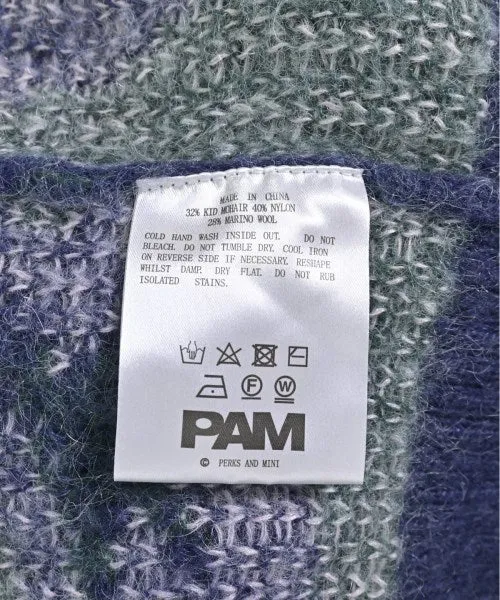 MADE IN CHINA
32% KID MOHAIR 40% NYLON
28% MARINO WOOL
COLD HAND WASH INSIDE OUT. DO NOT
BLEACH. DO NOT TUMBLE DRY. COOL IRON
ON REVERSE SIDE IF NECESSARY. RESHAPE
WHILST DAMP. DRY FLAT. DO NOT RUB
ISOLATED STAINS.
F W
PAM
© PERKS AND MINI